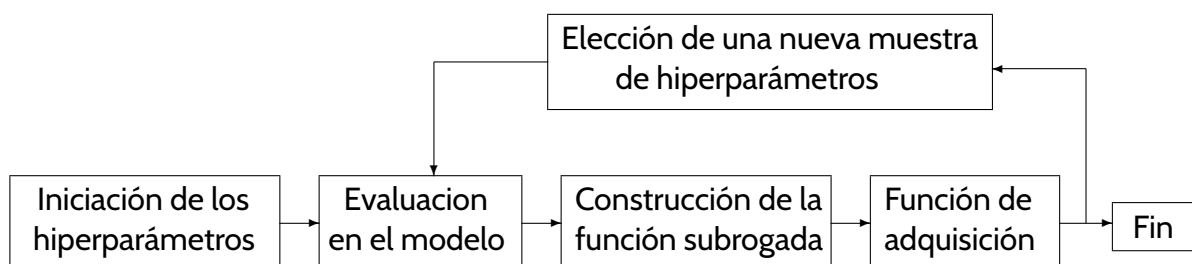 Elección de una nueva muestra
de hiperparámetros
Iniciación de los
hiperparámetros
Evaluacion
en el modelo
Construcción de la
función subrogada
Función de
adquisición
Fin